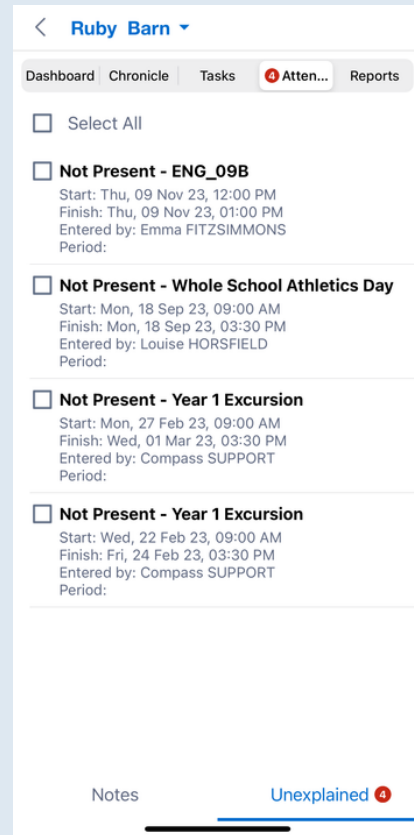 Ruby Barn
Dashboard Chronicle Tasks 4 Atten... Reports
Select All
Not Present - ENG_09B
Start: Thu, 09 Nov 23, 12:00 PM
Finish: Thu, 09 Nov 23, 01:00 PM
Entered by: Emma FITZSIMMONS
Period:
Not Present - Whole School Athletics Day
Start: Mon, 18 Sep 23, 09:00 AM
Finish: Mon, 18 Sep 23, 03:30 PM
Entered by: Louise HORSFIELD
Period:
Not Present - Year 1 Excursion
Start: Mon, 27 Feb 23, 09:00 AM
Finish: Wed, 01 Mar 23, 03:30 PM
Entered by: Compass SUPPORT
Period:
Not Present - Year 1 Excursion
Start: Wed, 22 Feb 23, 09:00 AM
Finish: Fri, 24 Feb 23, 03:30 PM
Entered by: Compass SUPPORT
Period:
Notes Unexplained 4